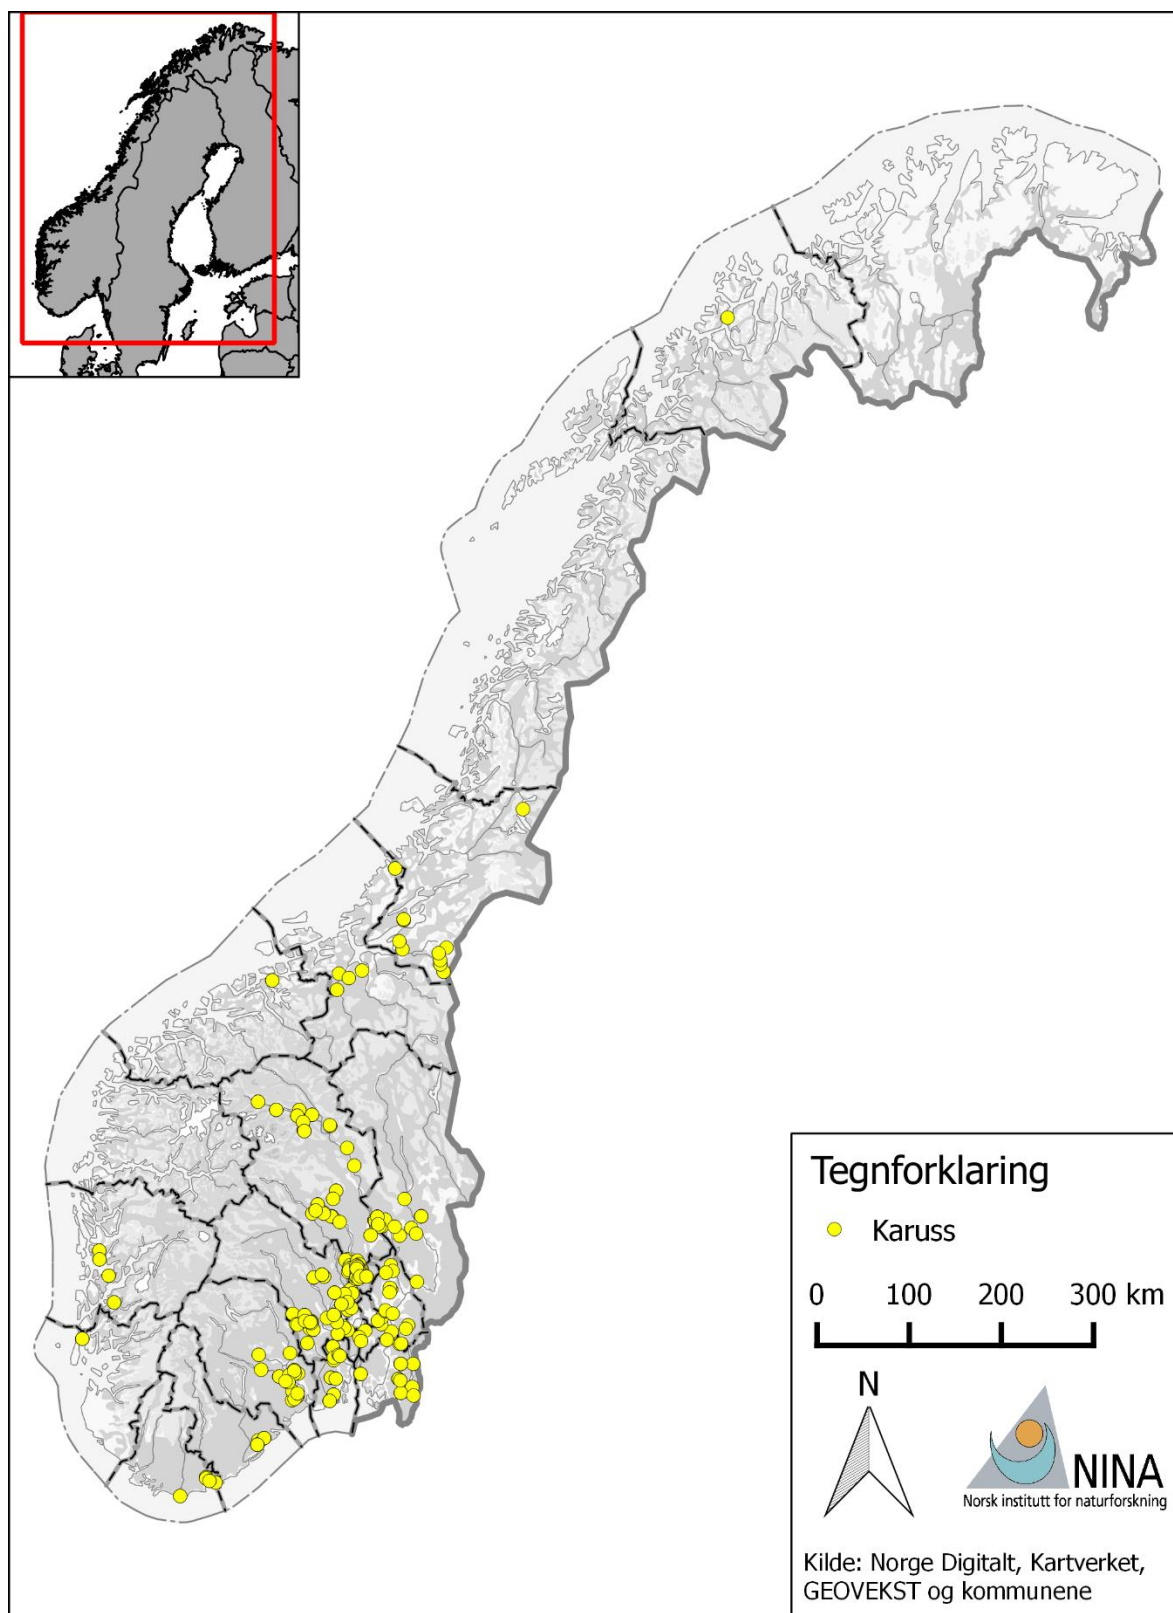 Tegnforklaring
Karuss
0 100 200 300 km
N
NINA
Norsk institutt for naturforskning
Kilde: Norge Digitalt, Kartverket,
GEOVEKST og kommunene